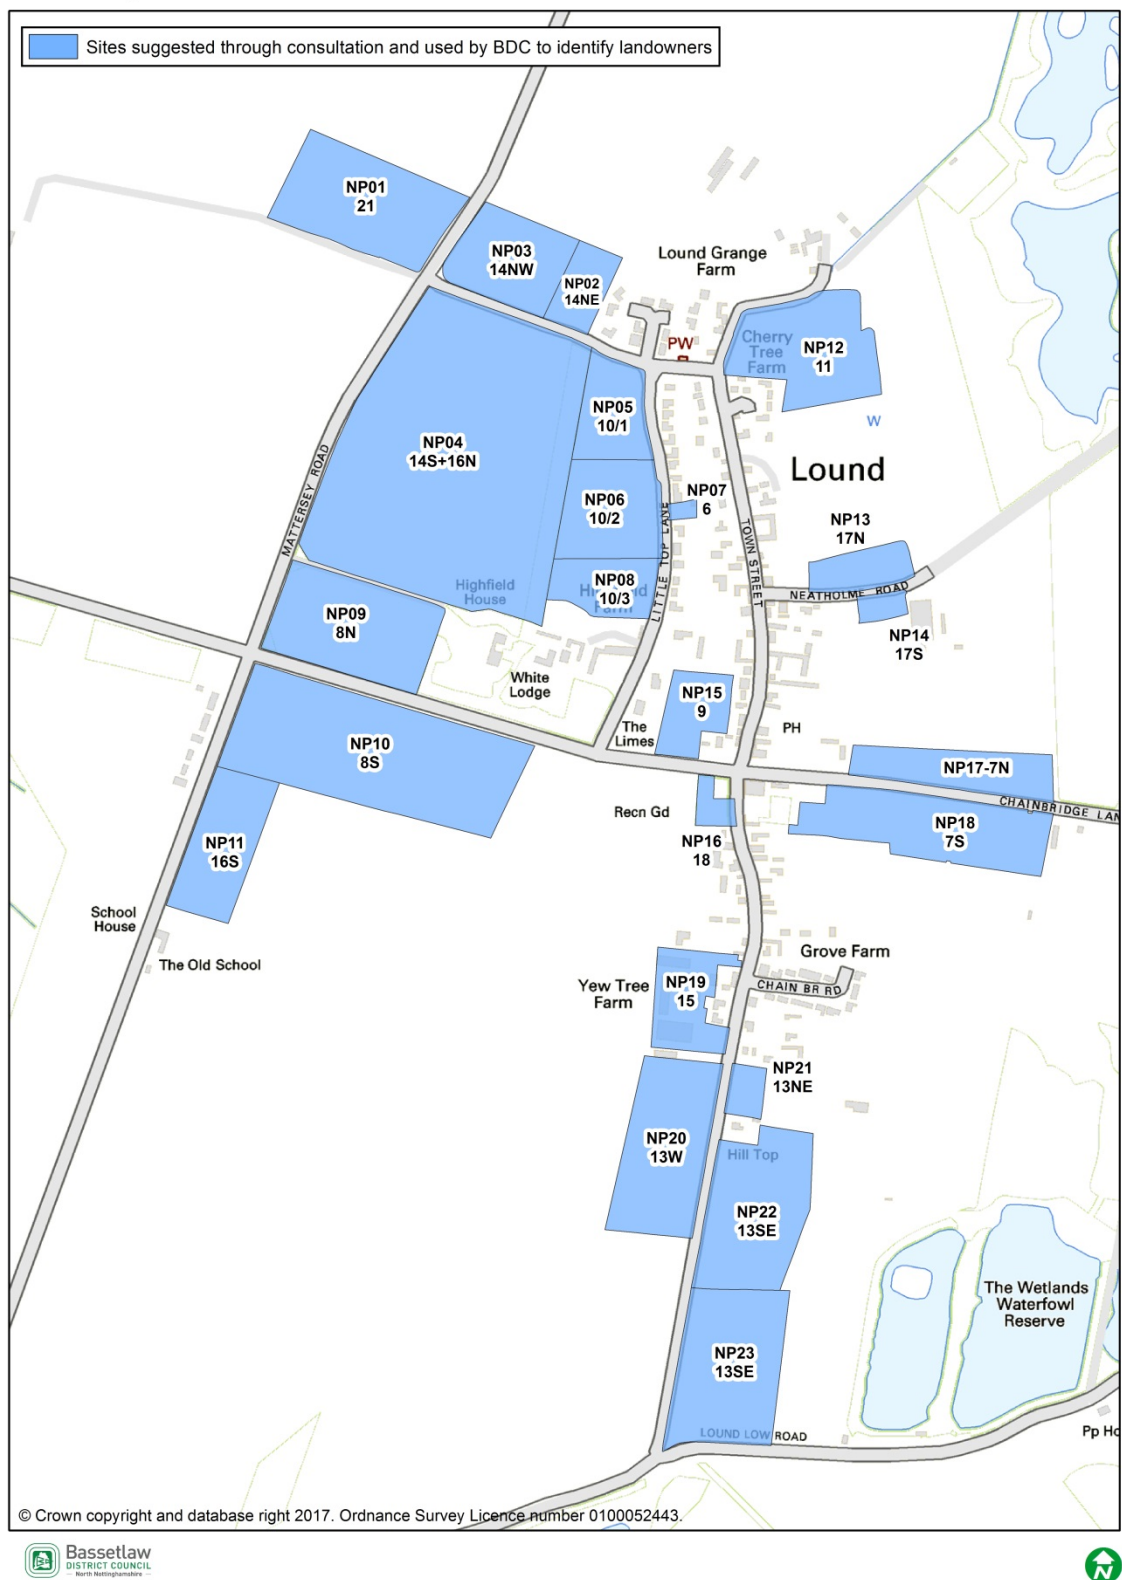 Sites suggested through consultation and used by BDC to identify landowners
NP01
21
NP03
14NW
NP02
14NE
Lound Grange
Farm
PW
Cherry
Tree
Farm
NP12
11
W
NP05
10/1
NP04
14S+16N
Lound
MATTERSEY ROAD
NP06
10/2
NP07
6
LITTLE TOP LANE
TOWN STREET
NP13
17N
Highfield
House
NP08
10/3
NEATHOLME ROAD
NP09
8N
NP14
17S
White
Lodge
NP15
9
The
Limes
PH
NP10
8S
NP17-7N
CHAINBRIDGE LAN
Recn Gd
NP18
7S
NP16
18
NP11
16S
School
House
The Old School
Grove Farm
Yew Tree
Farm
NP19
15
CHAIN BR RD
NP21
13NE
NP20
13W
Hill Top
NP22
13SE
The Wetlands
Waterfowl
Reserve
NP23
13SE
LOUND LOW ROAD
Pp Ho
© Crown copyright and database right 2017. Ordnance Survey Licence number 0100052443.
Bassetlaw
DISTRICT COUNCIL
North Nottinghamshire
N